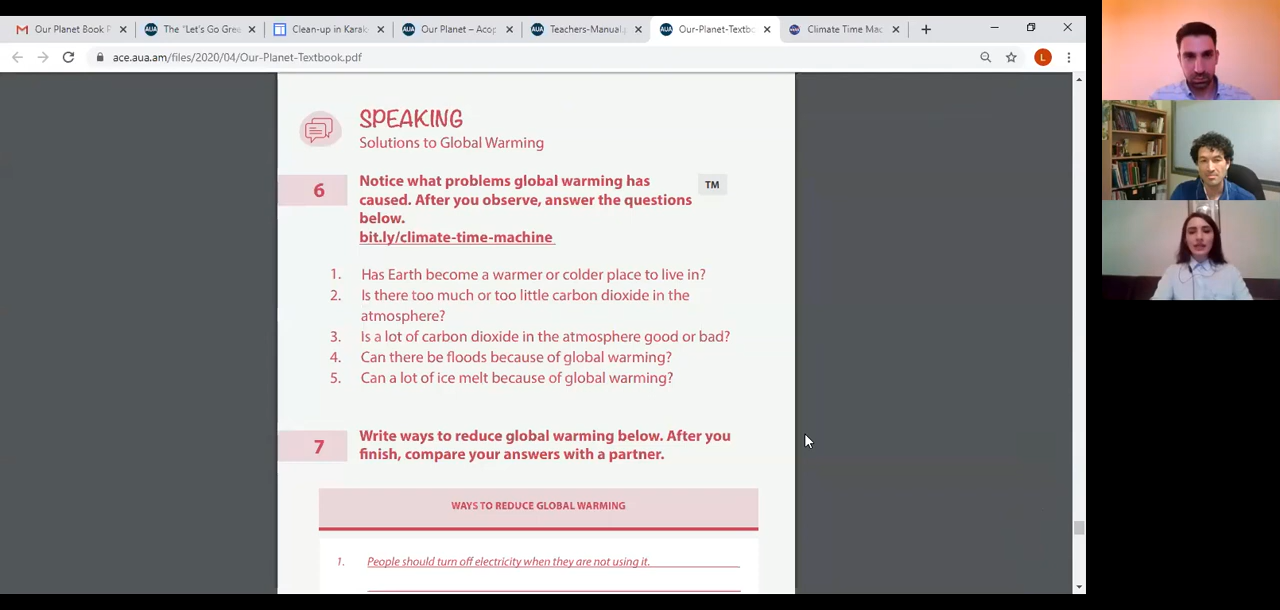 Our Planet Book P
The "Let's Go Gree
Clean-up in Karak
Our Planet – Acop
Teachers-Manual.p
Our-Planet-Textbo
Climate Time Mac
ace.aua.am/files/2020/04/Our-Planet-Textbook.pdf
L
SPEAKING
Solutions to Global Warming
6
Notice what problems global warming has
caused. After you observe, answer the questions
below.
bit.ly/climate-time-machine
TM
1. Has Earth become a warmer or colder place to live in?
2. Is there too much or too little carbon dioxide in the
atmosphere?
3. Is a lot of carbon dioxide in the atmosphere good or bad?
4. Can there be floods because of global warming?
5. Can a lot of ice melt because of global warming?
7
Write ways to reduce global warming below. After you
finish, compare your answers with a partner.
WAYS TO REDUCE GLOBAL WARMING
1. People should turn off electricity when they are not using it.